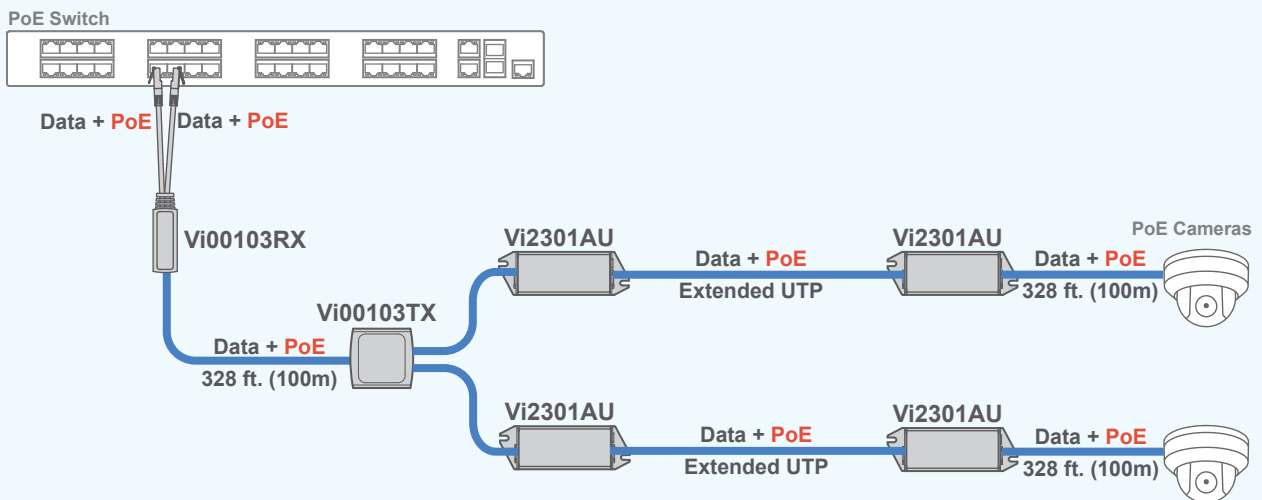 PoE Switch
Data + PoE Data + PoE
Vi00103RX
Vi2301AU
Vi2301AU
PoE Cameras
Data + PoE
Extended UTP
Data + PoE
328 ft. (100m)
Vi00103TX
Data + PoE
328 ft. (100m)
Vi2301AU
Vi2301AU
Data + PoE
Extended UTP
Data + PoE
328 ft. (100m)